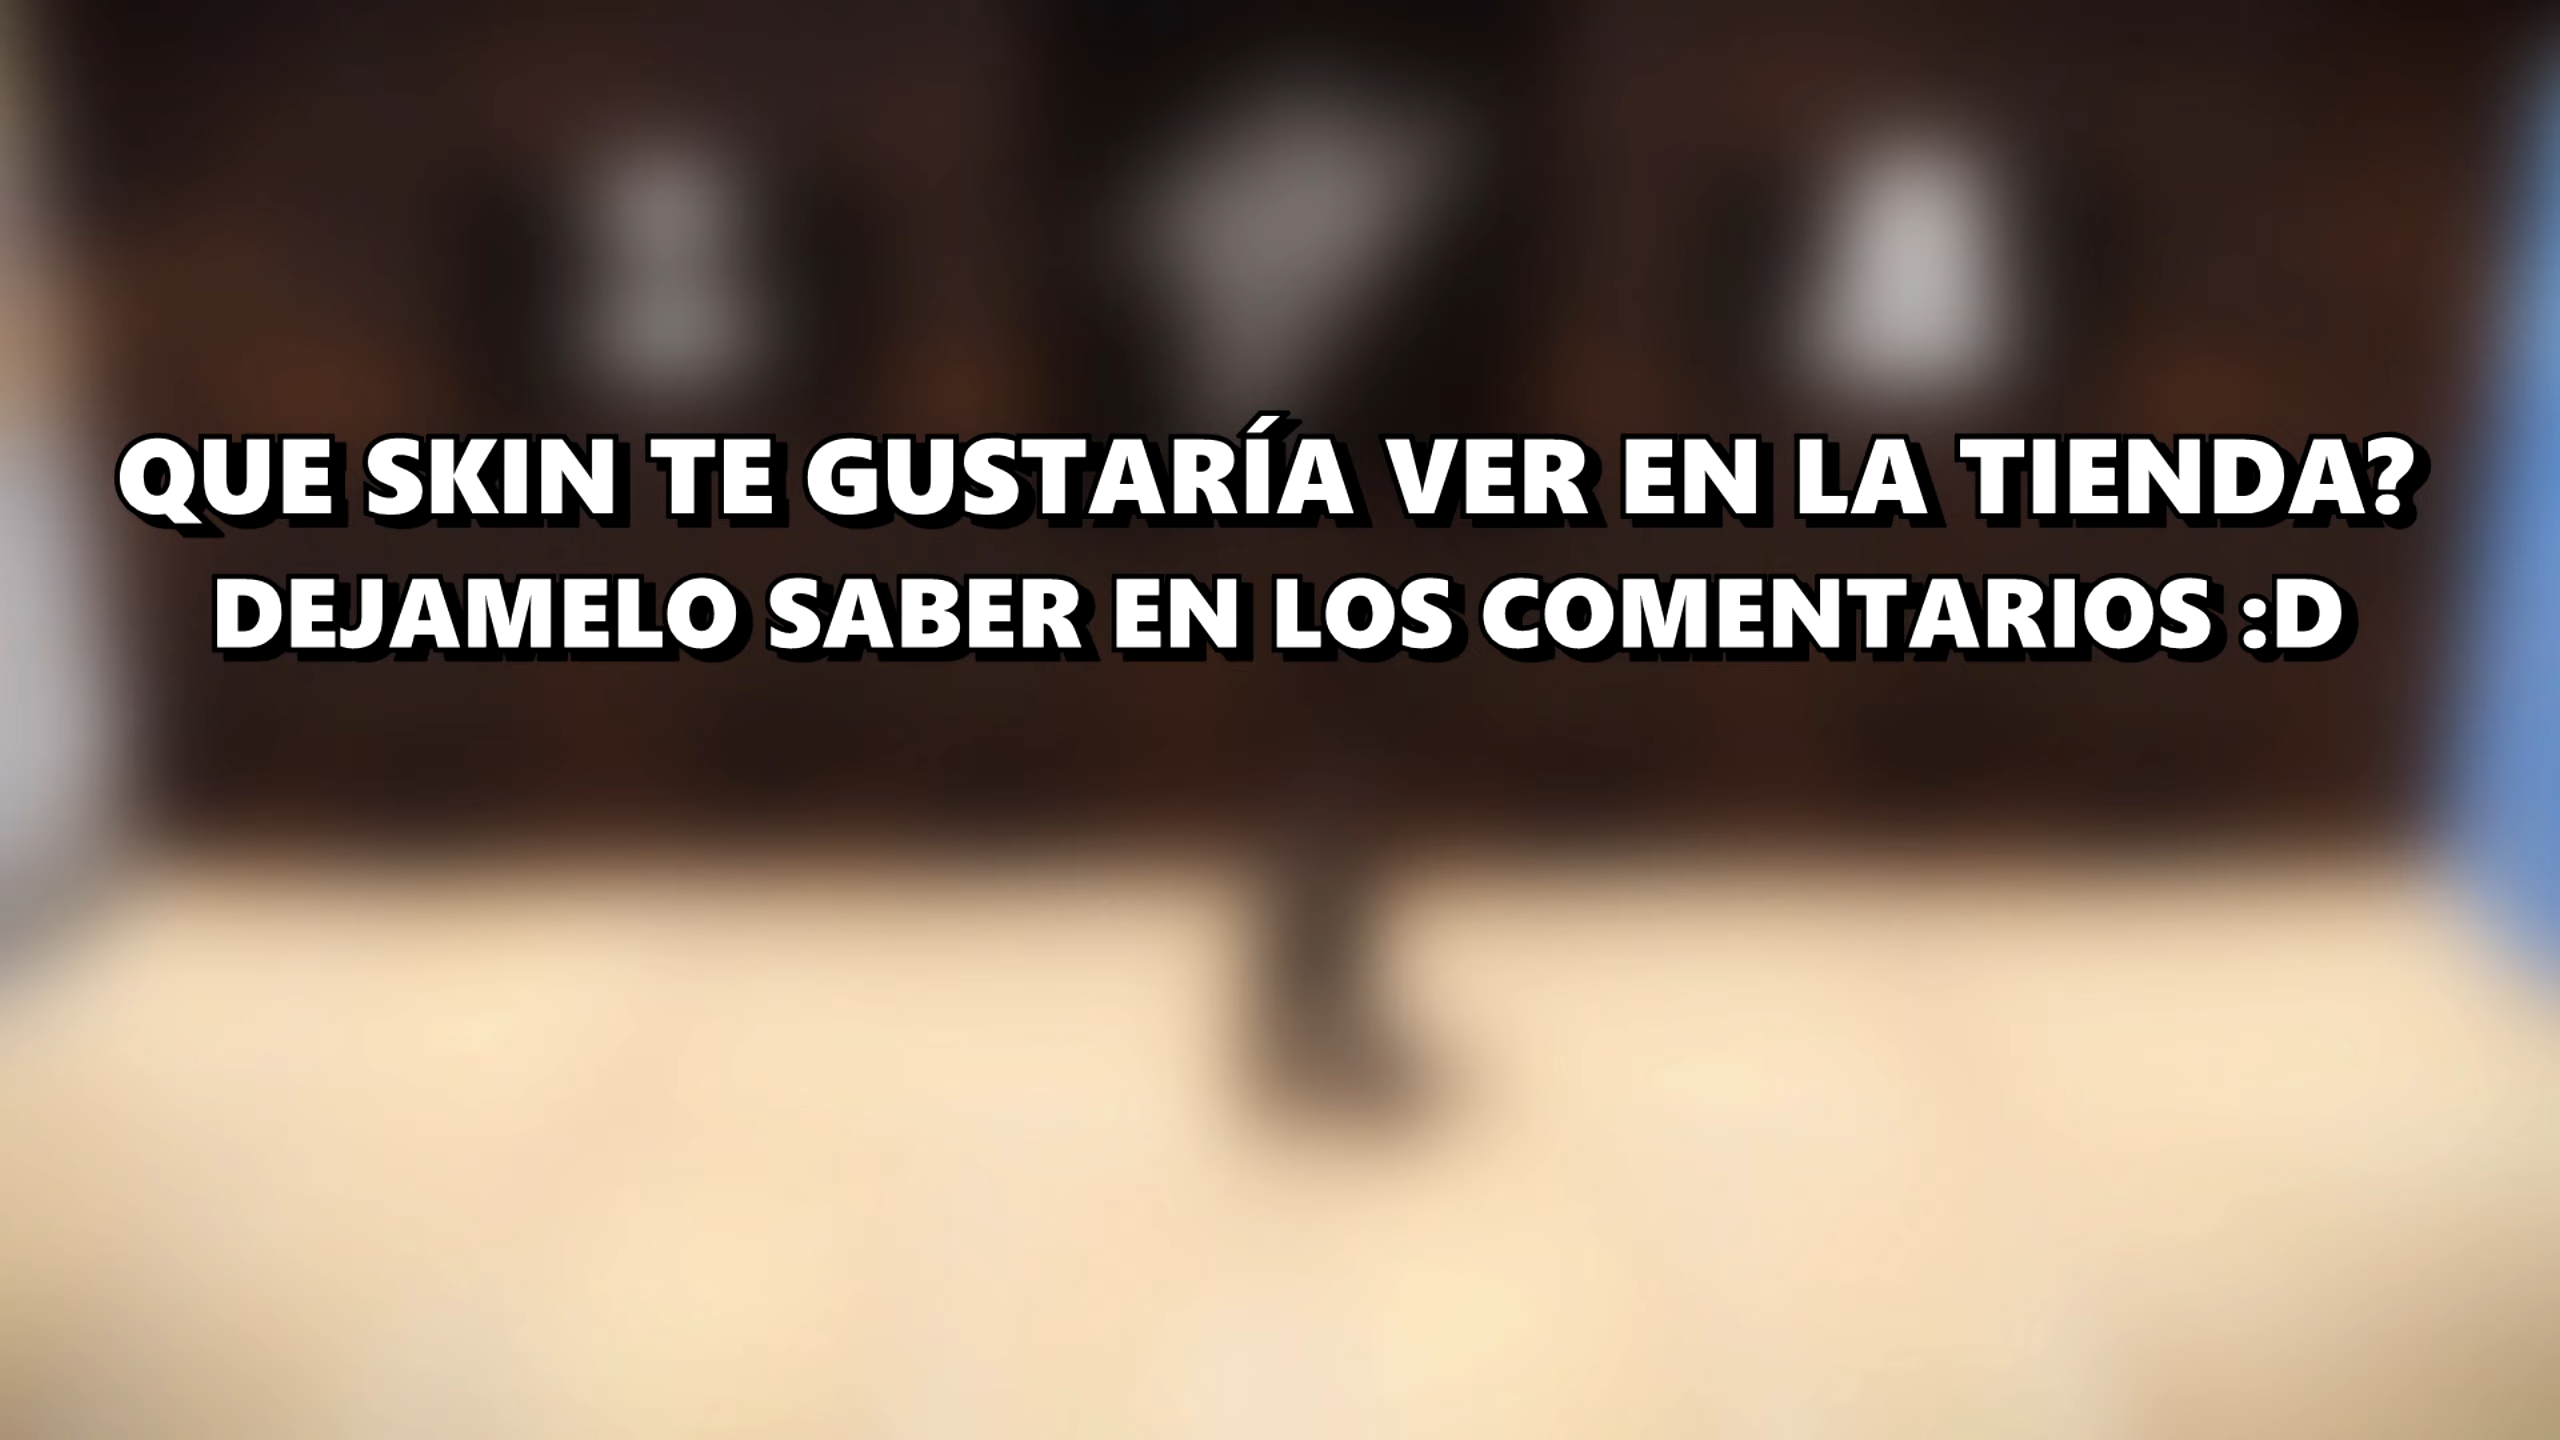 QUE SKIN TE GUSTARÍA VER EN LA TIENDA?
DEJAMELO SABER EN LOS COMENTARIOS :D